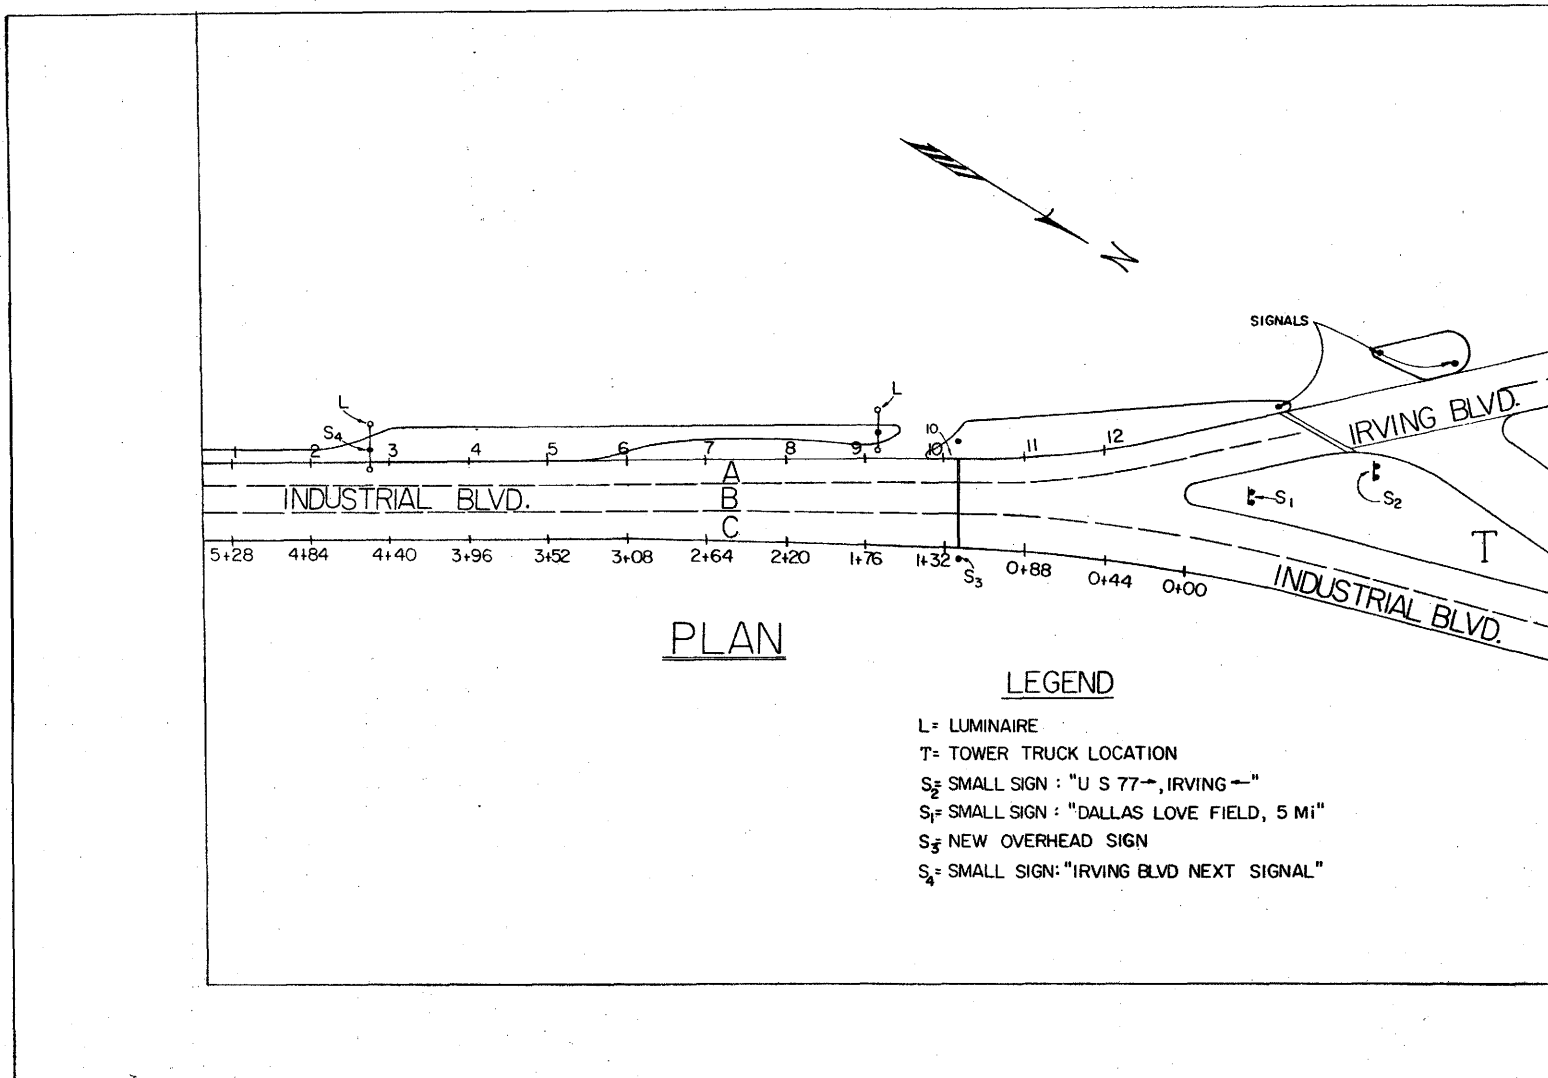 N
SIGNALS
L
L
S4
IRVING BLVD.
2 3 4 5 6 7 8 9 10 10 11 12
A
INDUSTRIAL BLVD.
B
C
S1
S2
T
5+28 4+84 4+40 3+96 3+52 3+08 2+64 2+20 1+76 1+32 0+88 0+44 0+00
S3
INDUSTRIAL BLVD.
PLAN
LEGEND
L= LUMINAIRE
T= TOWER TRUCK LOCATION
S2= SMALL SIGN : "U S 77→, IRVING ←"
S1= SMALL SIGN : "DALLAS LOVE FIELD, 5 Mi"
S3= NEW OVERHEAD SIGN
S4= SMALL SIGN: "IRVING BLVD NEXT SIGNAL"